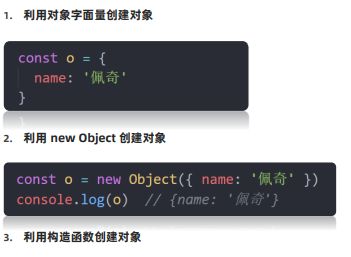 1. 利用对象字面量创建对象
const o = {
name: '佩奇'
}
2. 利用 new Object 创建对象
const o = new Object({ name: '佩奇' })
console.log(o) // {name: '佩奇'}
3. 利用构造函数创建对象